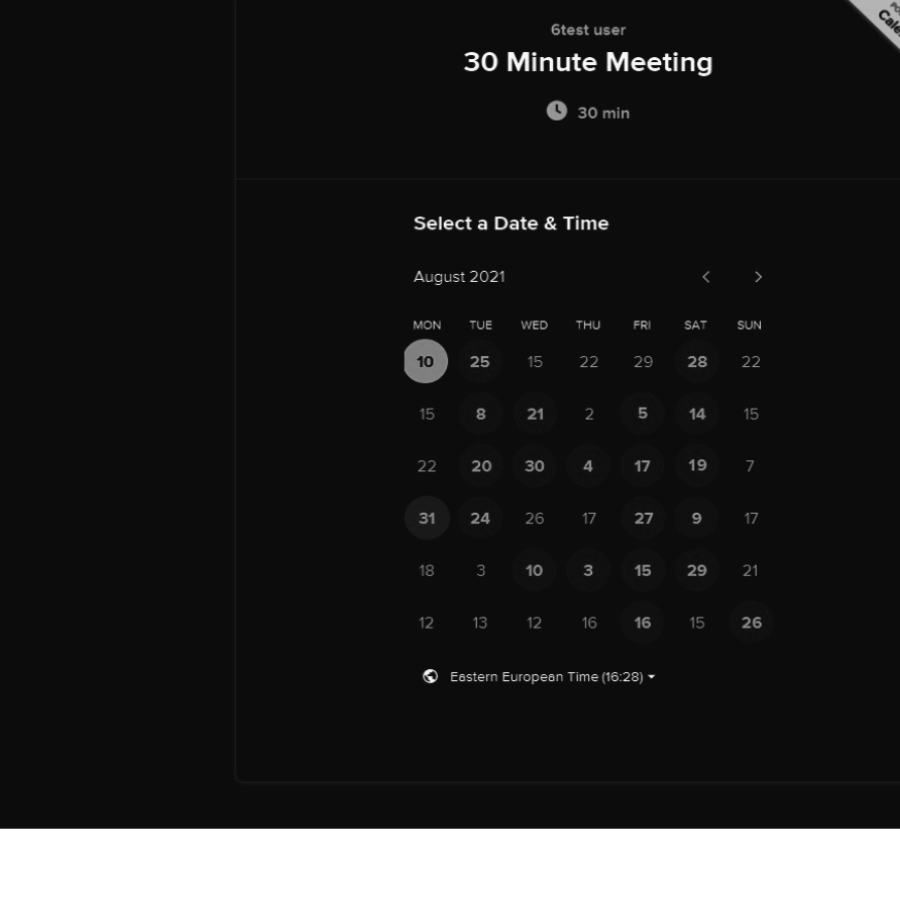 6test user
30 Minute Meeting
30 min
Select a Date & Time
August 2021
MON TUE WED THU FRI SAT SUN
10 25 15 22 29 28 22
15 8 21 2 5 14 15
22 20 30 4 17 19 7
31 24 26 17 27 9 17
18 3 10 3 15 29 21
12 13 12 16 16 15 26
Eastern European Time (16:28)